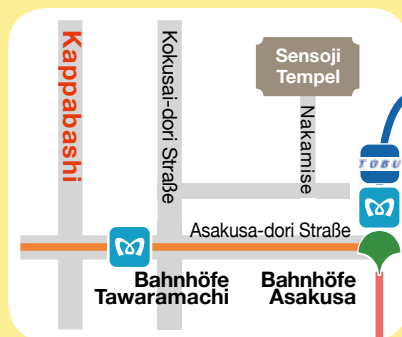 Kappabashi
Kokusai-dori Straße
Sensoji
Tempel
Nakamise
TOBU
Asakusa-dori Straße
Bahnhöfe
Tawaramachi
Bahnhöfe
Asakusa